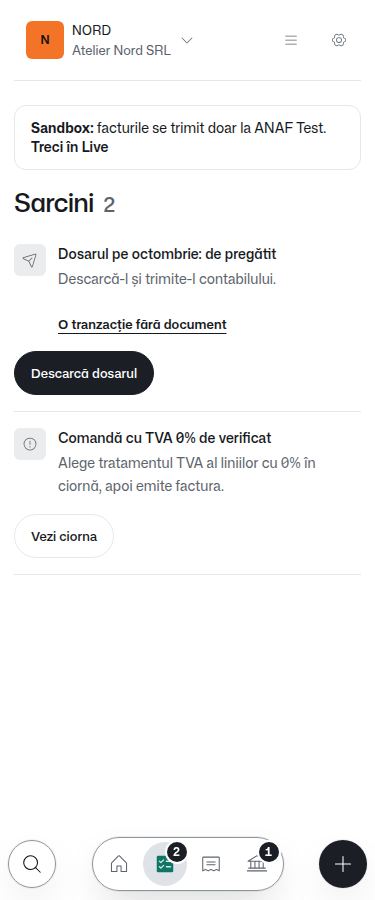 N
NORD
Atelier Nord SRL
Sandbox: facturile se trimit doar la ANAF Test.
Treci în Live
Sarcini 2
Dosarul pe octombrie: de pregătit
Descarcă-l și trimite-l contabilului.
O tranzacție fără document
Descarcă dosarul
Comandă cu TVA 0% de verificat
Alege tratamentul TVA al liniilor cu 0% în
ciornă, apoi emite factura.
Vezi ciorna
2
1